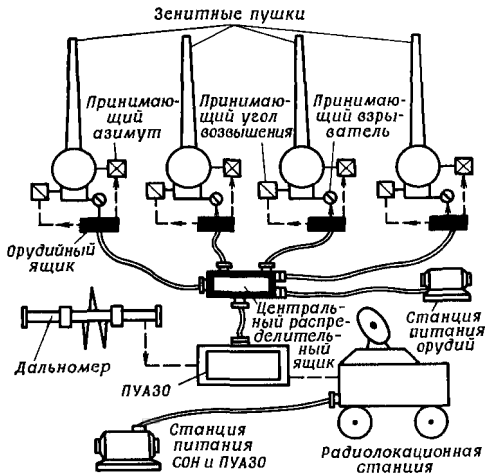 Зенитные пушки
Принимаю-
щий
азимут
Принимаю-
щий угол
возвышения
Принимаю-
щий взры-
ватель
Орудийный
ящик
Централь-
ный распре-
делитель-
ный
ящик
Станция
питания
орудий
Дальномер
ПУАЗО
Станция
питания
СОН и ПУАЗО
Радиолокационная
станция